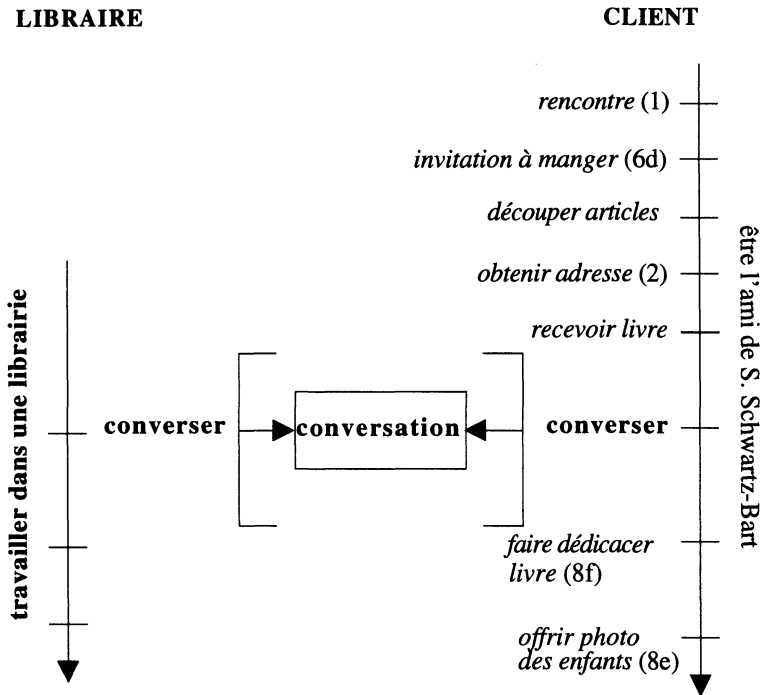 LIBRAIRE
CLIENT
rencontre (1)
invitation à manger (6d)
découper articles
obtenir adresse (2)
recevoir livre
travailler dans une librairie
converser
conversation
converser
être l'ami de S. Schwartz-Bart
faire dédicacer
livre (8f)
offrir photo
des enfants (8e)